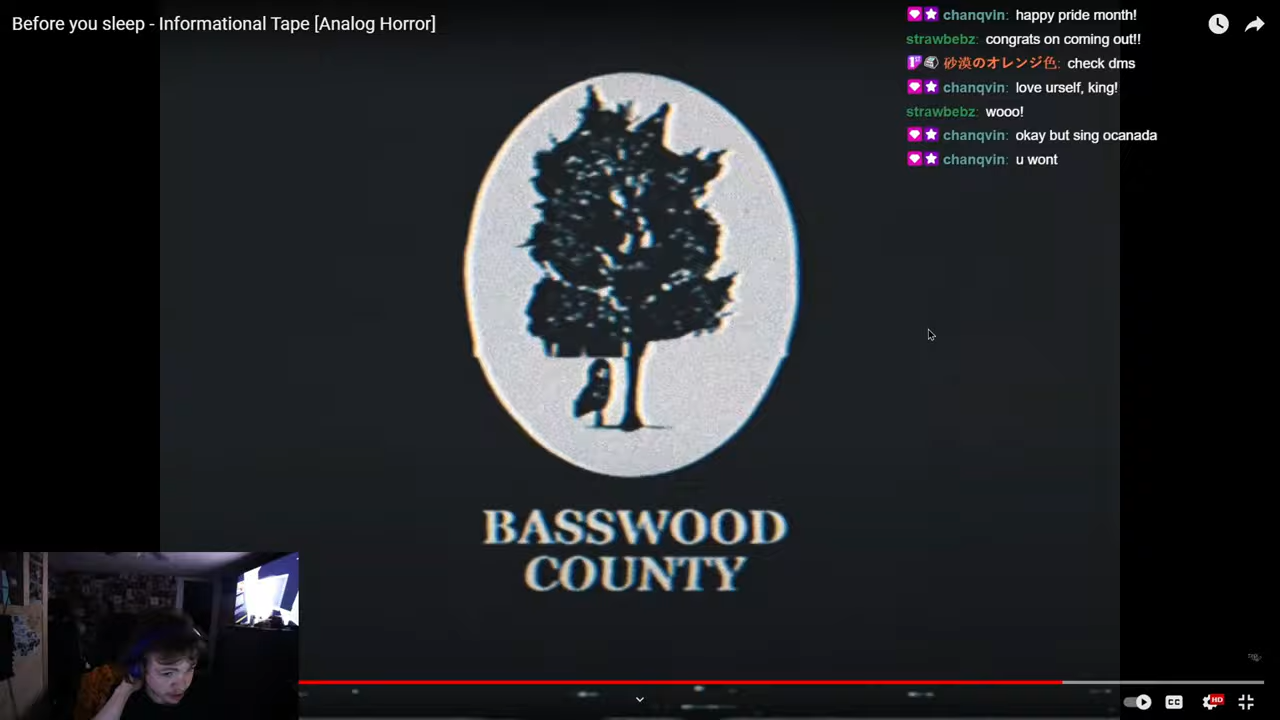 Before you sleep - Informational Tape [Analog Horror]
chanqvin: happy pride month!
strawbebz: congrats on coming out!!
砂漠のオレンジ色: check dms
chanqvin: love urself, king!
strawbebz: wooo!
chanqvin: okay but sing ocanada
chanqvin: u wont
BASSWOOD
COUNTY
CC
HD